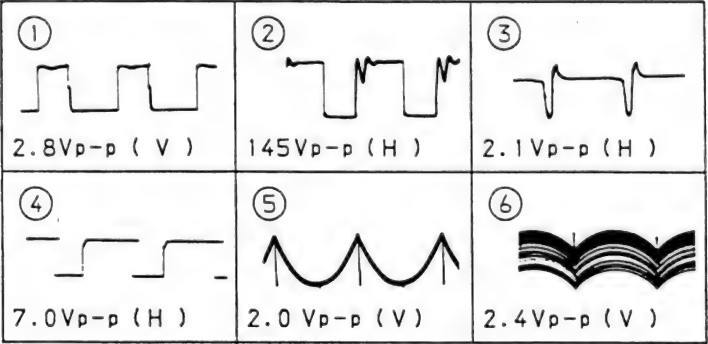 ①
2.8Vp-p ( V )
②
145Vp-p (H)
③
2.1Vp-p (H )
④
7.0Vp-p (H )
⑤
2.0 Vp-p (V)
⑥
2.4Vp-p (V )